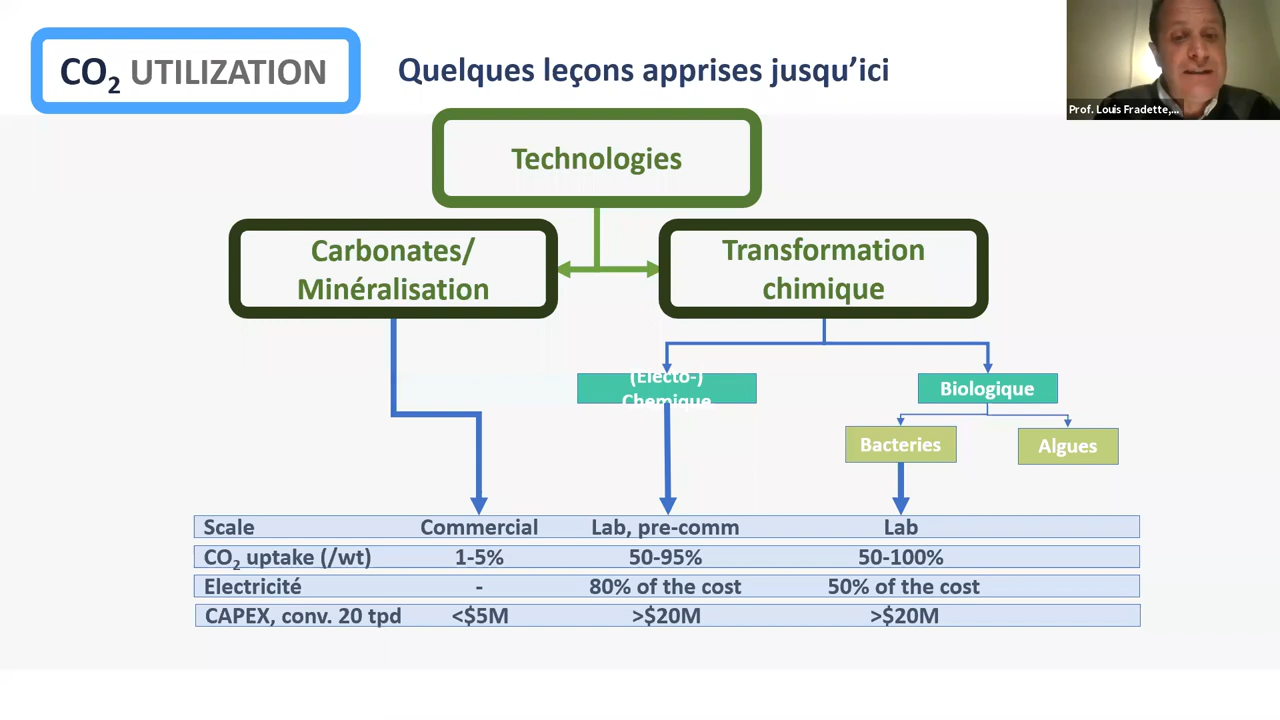 CO2 UTILIZATION
Quelques leçons apprises jusqu’ici
Prof. Louis Fradette,...
Technologies
Carbonates/
Minéralisation
Transformation
chimique
(Electo-)
Chemique
Biologique
Bacteries
Algues
Scale Commercial Lab, pre-comm Lab
CO2 uptake (/wt) 1-5% 50-95% 50-100%
Electricité - 80% of the cost 50% of the cost
CAPEX, conv. 20 tpd <$5M >$20M >$20M